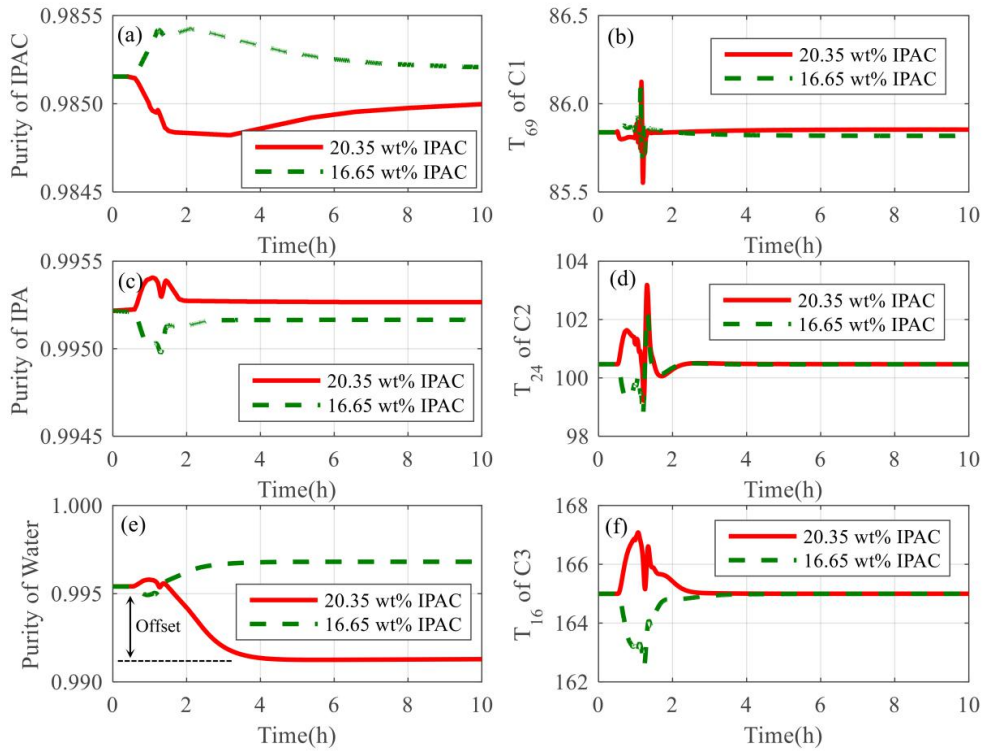 Purity of IPAC
0.9855
0.9850
0.9845
(a)
20.35 wt% IPAC
16.65 wt% IPAC
0 2 4 6 8 10
Time(h)
T69 of C1
86.5
86.0
85.5
(b)
20.35 wt% IPAC
16.65 wt% IPAC
0 2 4 6 8 10
Time(h)
Purity of IPA
0.9955
0.9950
0.9945
(c)
20.35 wt% IPAC
16.65 wt% IPAC
0 2 4 6 8 10
Time(h)
T24 of C2
104
102
100
98
(d)
20.35 wt% IPAC
16.65 wt% IPAC
0 2 4 6 8 10
Time(h)
Purity of Water
1.000
0.995
0.990
(e)
20.35 wt% IPAC
16.65 wt% IPAC
Offset
0 2 4 6 8 10
Time(h)
T16 of C3
168
166
164
162
(f)
20.35 wt% IPAC
16.65 wt% IPAC
0 2 4 6 8 10
Time(h)